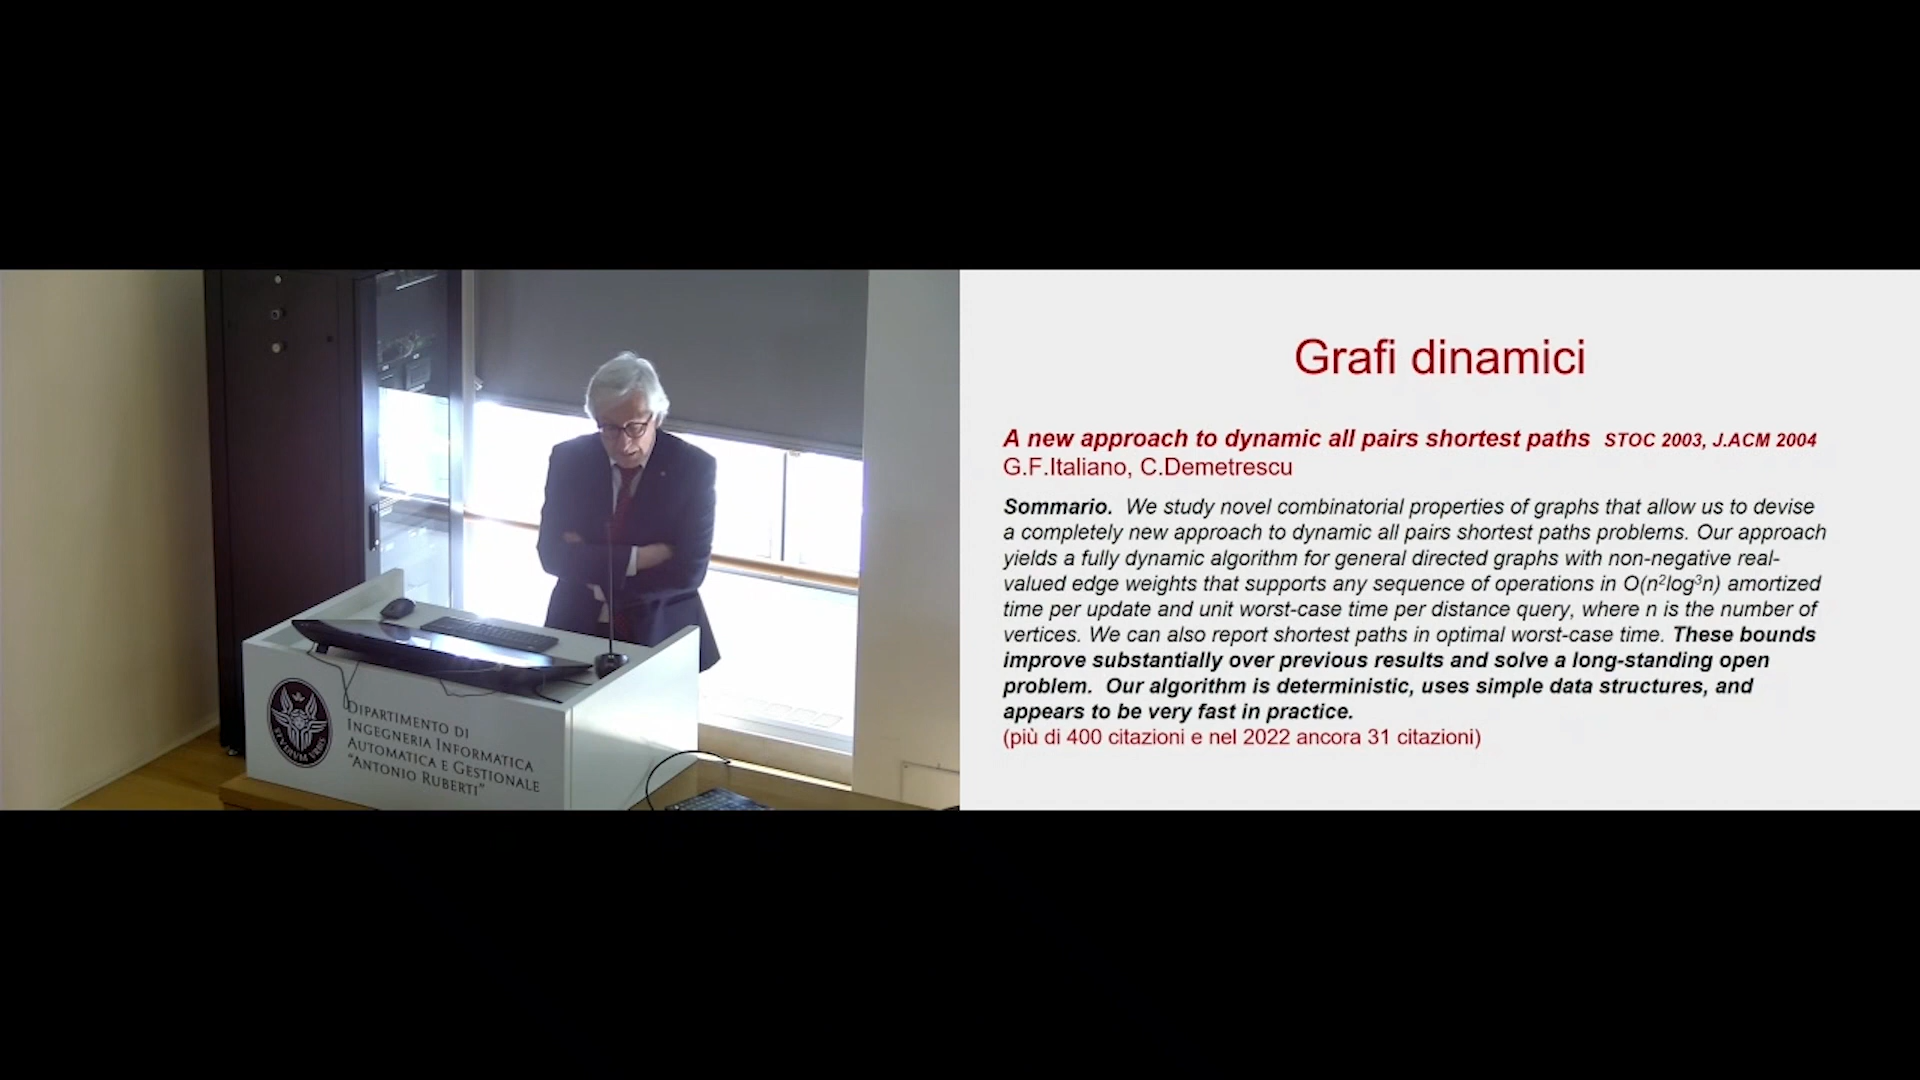 STVDIVM VRBIS
DIPARTIMENTO DI
INGEGNERIA INFORMATICA
AUTOMATICA E GESTIONALE
"ANTONIO RUBERTI"
Grafi dinamici
A new approach to dynamic all pairs shortest paths STOC 2003, J.ACM 2004
G.F.Italiano, C.Demetrescu
Sommario. We study novel combinatorial properties of graphs that allow us to devise
a completely new approach to dynamic all pairs shortest paths problems. Our approach
yields a fully dynamic algorithm for general directed graphs with non-negative real-
valued edge weights that supports any sequence of operations in O(n²log³n) amortized
time per update and unit worst-case time per distance query, where n is the number of
vertices. We can also report shortest paths in optimal worst-case time. These bounds
improve substantially over previous results and solve a long-standing open
problem. Our algorithm is deterministic, uses simple data structures, and
appears to be very fast in practice.
(più di 400 citazioni e nel 2022 ancora 31 citazioni)